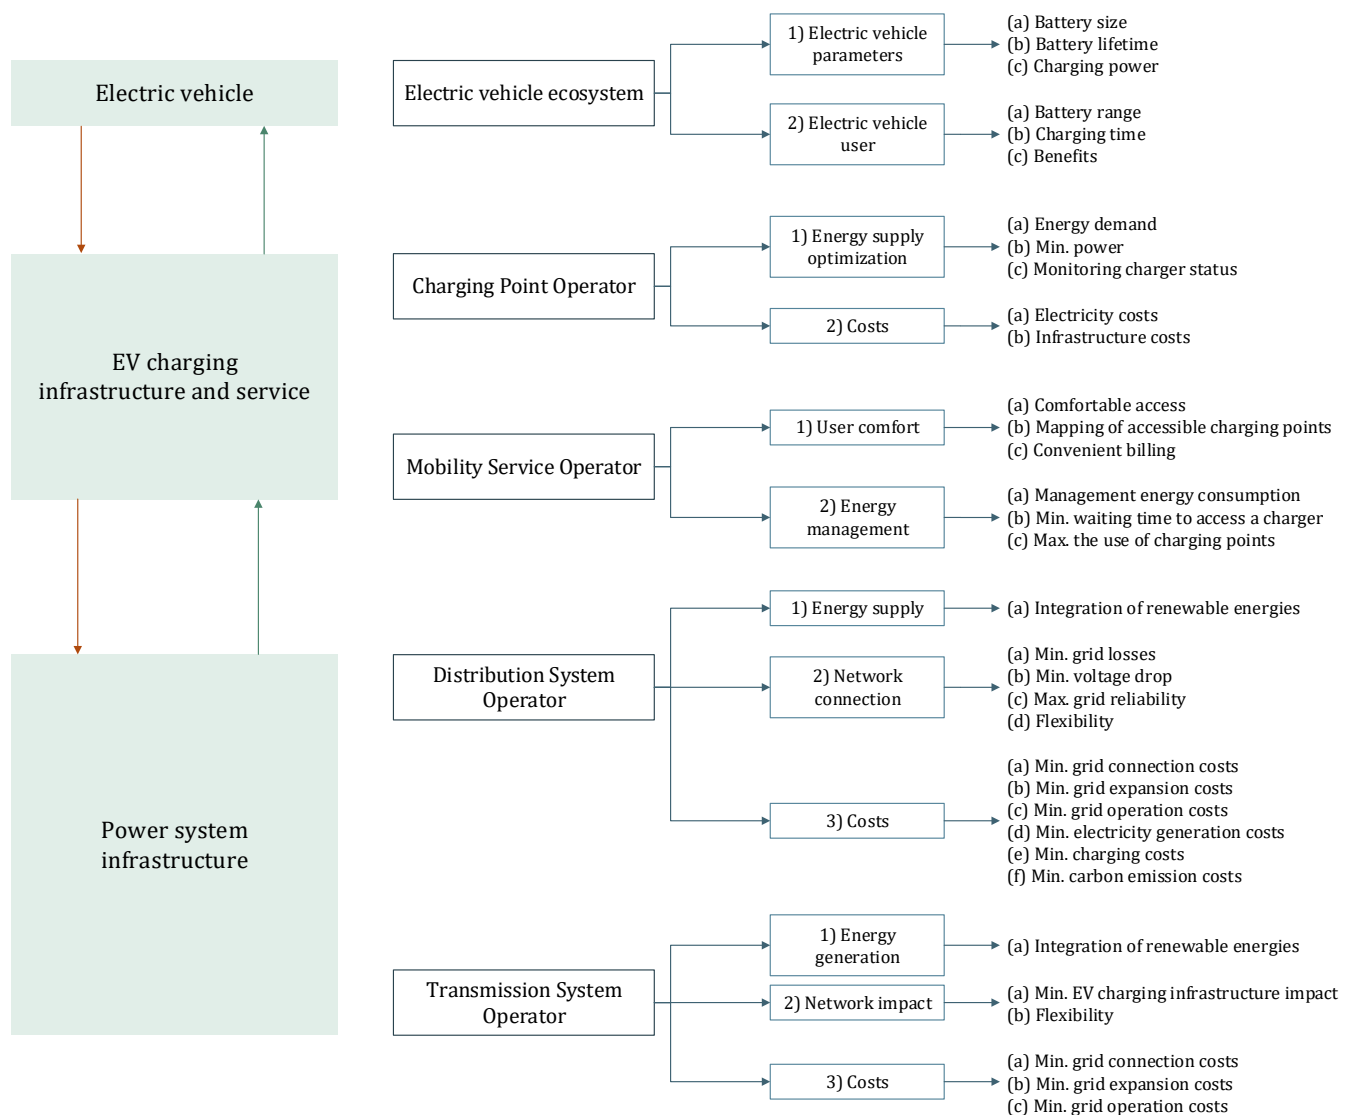 Electric vehicle
EV charging
infrastructure and service
Power system
infrastructure
Electric vehicle ecosystem
1) Electric vehicle
parameters
(a) Battery size
(b) Battery lifetime
(c) Charging power
2) Electric vehicle
user
(a) Battery range
(b) Charging time
(c) Benefits
Charging Point Operator
1) Energy supply
optimization
(a) Energy demand
(b) Min. power
(c) Monitoring charger status
2) Costs
(a) Electricity costs
(b) Infrastructure costs
Mobility Service Operator
1) User comfort
(a) Comfortable access
(b) Mapping of accessible charging points
(c) Convenient billing
2) Energy
management
(a) Management energy consumption
(b) Min. waiting time to access a charger
(c) Max. the use of charging points
Distribution System
Operator
1) Energy supply
(a) Integration of renewable energies
2) Network
connection
(a) Min. grid losses
(b) Min. voltage drop
(c) Max. grid reliability
(d) Flexibility
3) Costs
(a) Min. grid connection costs
(b) Min. grid expansion costs
(c) Min. grid operation costs
(d) Min. electricity generation costs
(e) Min. charging costs
(f) Min. carbon emission costs
Transmission System
Operator
1) Energy
generation
(a) Integration of renewable energies
2) Network impact
(a) Min. EV charging infrastructure impact
(b) Flexibility
3) Costs
(a) Min. grid connection costs
(b) Min. grid expansion costs
(c) Min. grid operation costs